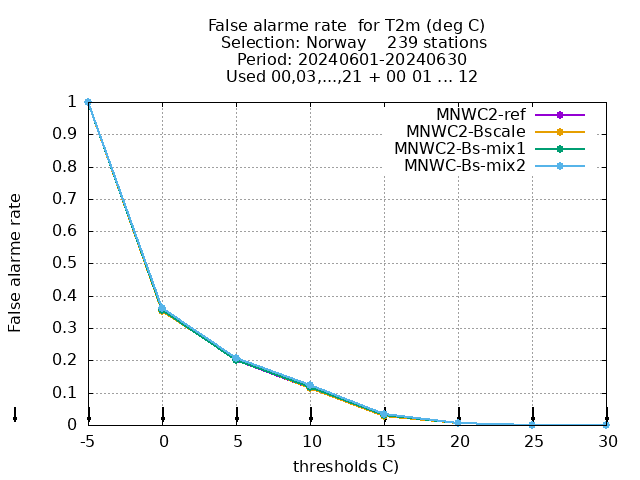 False alarme rate  for T2m (deg C)
Selection: Norway    239 stations
Period: 20240601-20240630
Used 00,03,...,21 + 00 01 ... 12
MNWC2-ref
MNWC2-Bscale
MNWC2-Bs-mix1
MNWC-Bs-mix2
False alarme rate
1
0.9
0.8
0.7
0.6
0.5
0.4
0.3
0.2
0.1
0
-5 0 5 10 15 20 25 30
thresholds C)